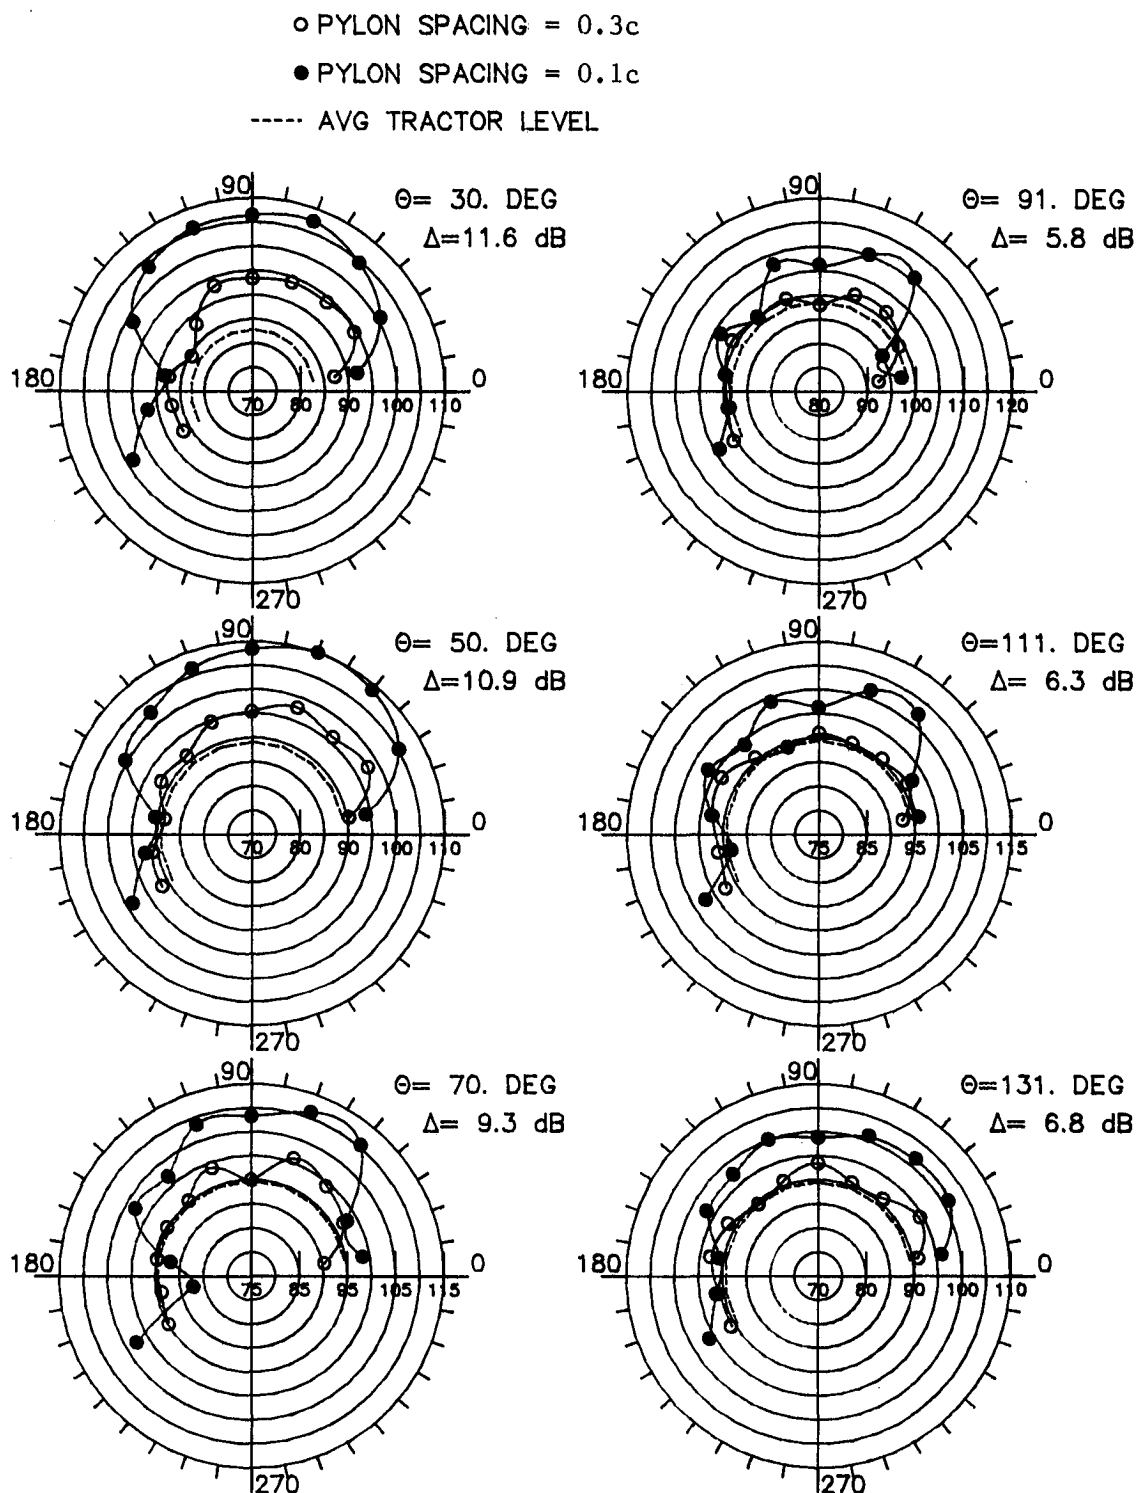 ○ PYLON SPACING = 0.3c
● PYLON SPACING = 0.1c
----- AVG TRACTOR LEVEL
90
Θ= 30. DEG
Δ=11.6 dB
180
0
70 80 90 100 110
270
90
Θ= 91. DEG
Δ= 5.8 dB
180
0
80 90 100 110 120
270
90
Θ= 50. DEG
Δ=10.9 dB
180
0
70 80 90 100 110
270
90
Θ=111. DEG
Δ= 6.3 dB
180
0
75 85 95 105 115
270
90
Θ= 70. DEG
Δ= 9.3 dB
180
0
75 85 95 105 115
270
90
Θ=131. DEG
Δ= 6.8 dB
180
0
70 80 90 100 110
270